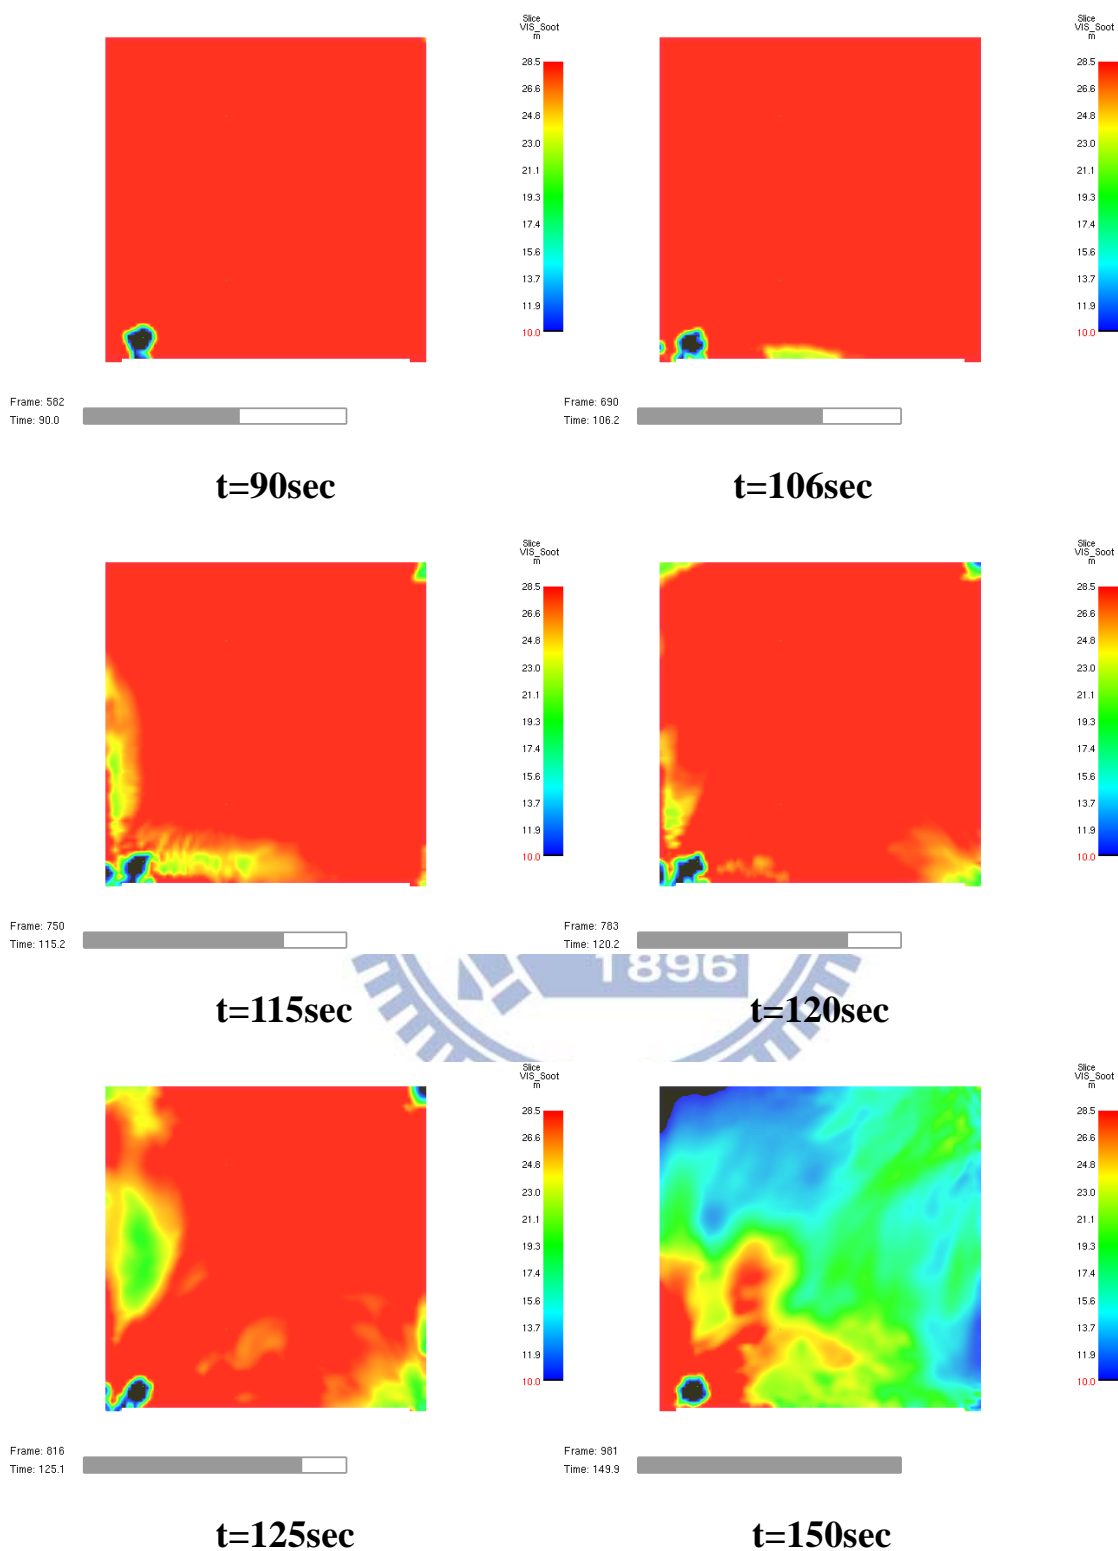 Slice
VIS_Soot
m
28.5
26.6
24.8
23.0
21.1
19.3
17.4
15.6
13.7
11.9
10.0
Frame: 582
Time: 90.0
t=90sec
Slice
VIS_Soot
m
28.5
26.6
24.8
23.0
21.1
19.3
17.4
15.6
13.7
11.9
10.0
Frame: 690
Time: 106.2
t=106sec
Slice
VIS_Soot
m
28.5
26.6
24.8
23.0
21.1
19.3
17.4
15.6
13.7
11.9
10.0
Frame: 750
Time: 115.2
t=115sec
Slice
VIS_Soot
m
28.5
26.6
24.8
23.0
21.1
19.3
17.4
15.6
13.7
11.9
10.0
Frame: 783
Time: 120.2
t=120sec
1896
Slice
VIS_Soot
m
28.5
26.6
24.8
23.0
21.1
19.3
17.4
15.6
13.7
11.9
10.0
Frame: 816
Time: 125.1
t=125sec
Slice
VIS_Soot
m
28.5
26.6
24.8
23.0
21.1
19.3
17.4
15.6
13.7
11.9
10.0
Frame: 981
Time: 149.9
t=150sec